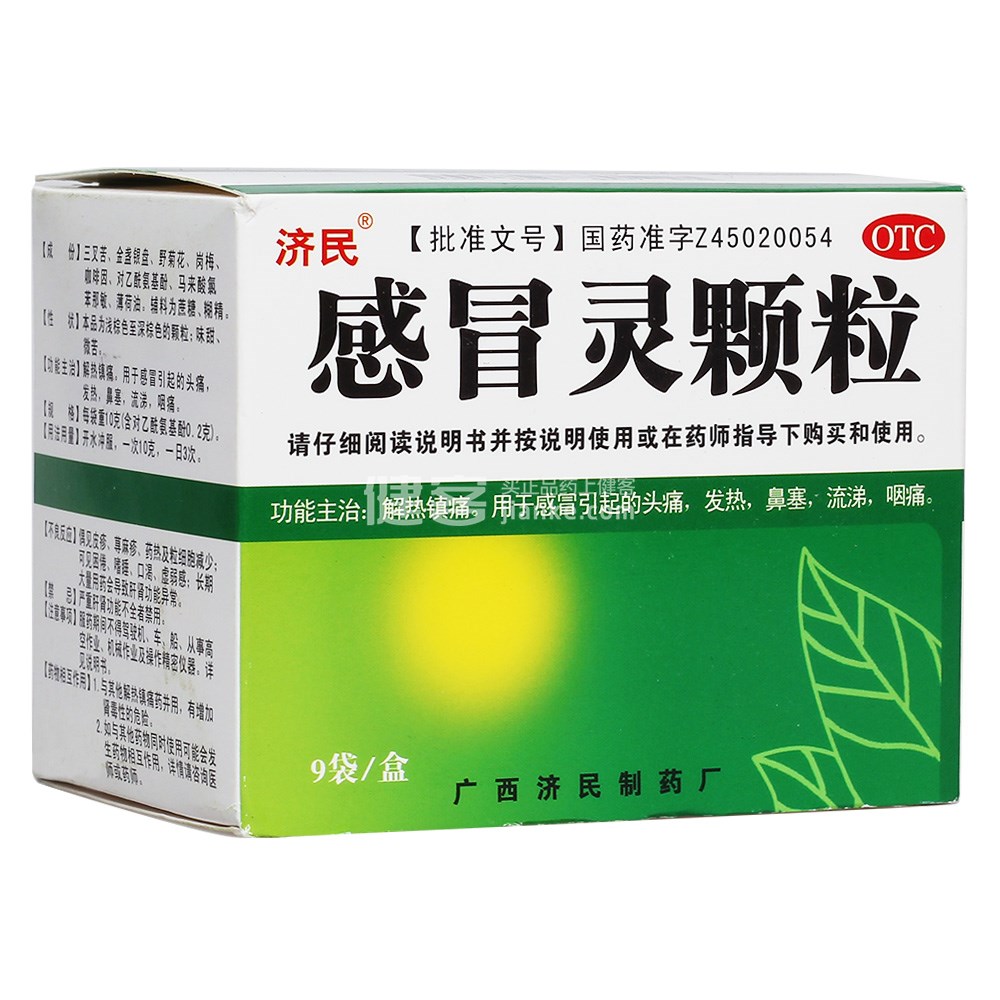 济民®
【批准文号】国药准字Z45020054
OTC
感冒灵颗粒
请仔细阅读说明书并按说明使用或在药师指导下购买和使用。
功能主治：解热镇痛。用于感冒引起的头痛，发热，鼻塞，流涕，咽痛。
健客
买正品药上健客
jianke.com
9袋/盒
广西济民制药厂
【成 份】三叉苦、金盏银盘、野菊花、岗梅、
咖啡因、对乙酰氨基酚、马来酸氯
苯那敏、薄荷油。辅料为蔗糖、糊精。
【性 状】本品为浅棕色至深棕色的颗粒；味甜、
微苦。
【功能主治】解热镇痛。用于感冒引起的头痛，
发热，鼻塞，流涕，咽痛。
【规 格】每袋重10克(含对乙酰氨基酚0.2克)。
【用法用量】开水冲服，一次10克，一日3次。
【不良反应】偶见皮疹、荨麻疹、药热及粒细胞减少；
可见困倦、嗜睡、口渴、虚弱感；长期
大量用药会导致肝肾功能异常。
【禁 忌】严重肝肾功能不全者禁用。
【注意事项】服药期间不得驾驶机、车、船、从事高
空作业、机械作业及操作精密仪器。详
见说明书。
【药物相互作用】1.与其他解热镇痛药并用，有增加
肾毒性的危险。
2.如与其他药物同时使用可能会发
生药物相互作用，详情请咨询医
师或药师。